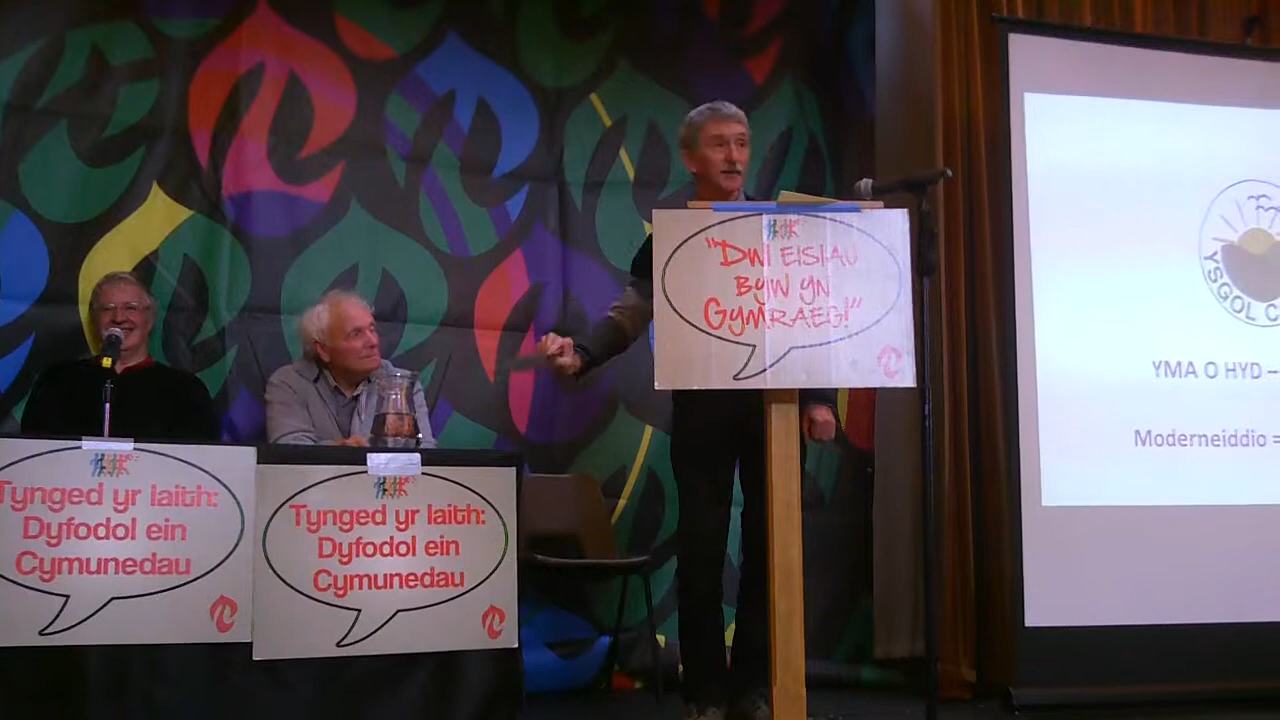 Tynged yr Iaith:
Dyfodol ein
Cymunedau
Tynged yr Iaith:
Dyfodol ein
Cymunedau
"DWI EISIAU
BYW YN
GYMRAEG!"
YSGOL
YMA O HYD –
Moderneiddio =